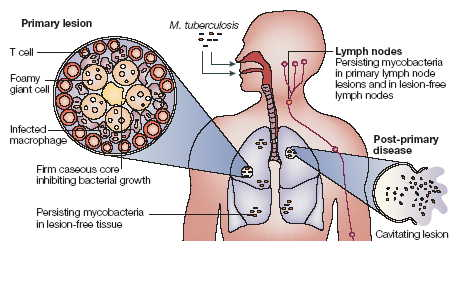 Primary lesion
M. tuberculosis
T cell
Foamy
giant cell
Infected
macrophage
Firm caseous core
inhibiting bacterial growth
Persisting mycobacteria
in lesion-free tissue
Lymph nodes
Persisting mycobacteria
in primary lymph node
lesions and in lesion-free
lymph nodes
Post-primary
disease
Cavitating lesion